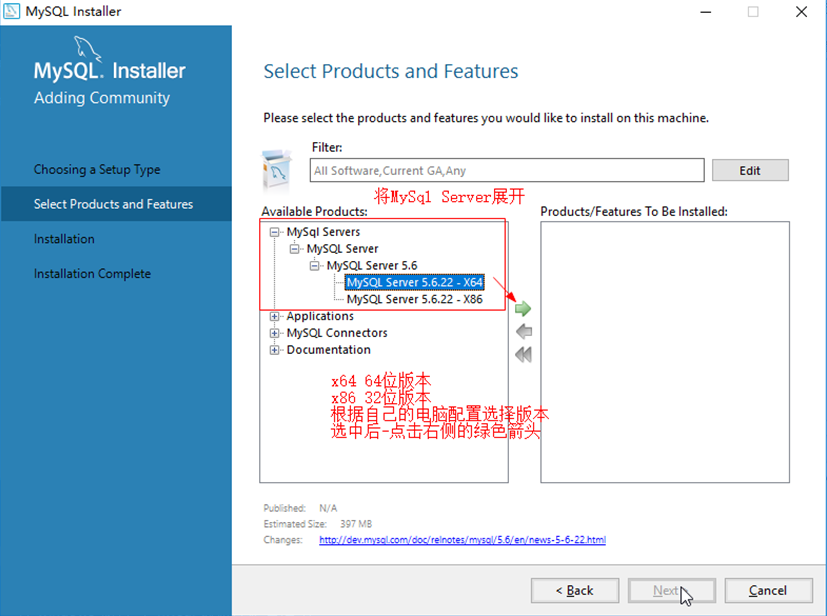 MySQL Installer
MySQL. Installer
Adding Community
Choosing a Setup Type
Select Products and Features
Installation
Installation Complete
Select Products and Features
Please select the products and features you would like to install on this machine.
Filter:
All Software,Current GA,Any
Edit
将MySql Server展开
Available Products:
Products/Features To Be Installed:
MySql Servers
MySQL Server
MySQL Server 5.6
MySQL Server 5.6.22 - X64
MySQL Server 5.6.22 - X86
Applications
MySQL Connectors
Documentation
x64 64位版本
x86 32位版本
根据自己的电脑配置选择版本
选中后-点击右侧的绿色箭头
Published: N/A
Estimated Size: 397 MB
Changes: http://dev.mysql.com/doc/relnotes/mysql/5.6/en/news-5-6-22.html
< Back
Next
Cancel